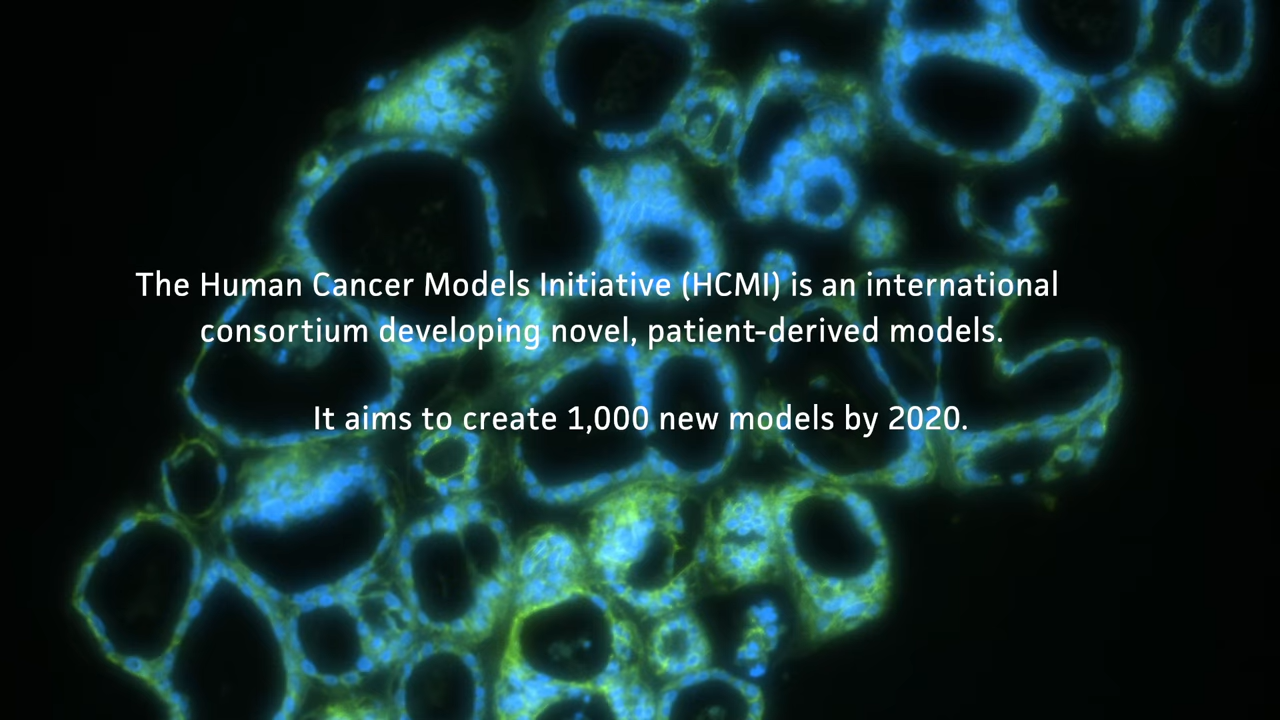 The Human Cancer Models Initiative (HCMI) is an international
consortium developing novel, patient-derived models.
It aims to create 1,000 new models by 2020.